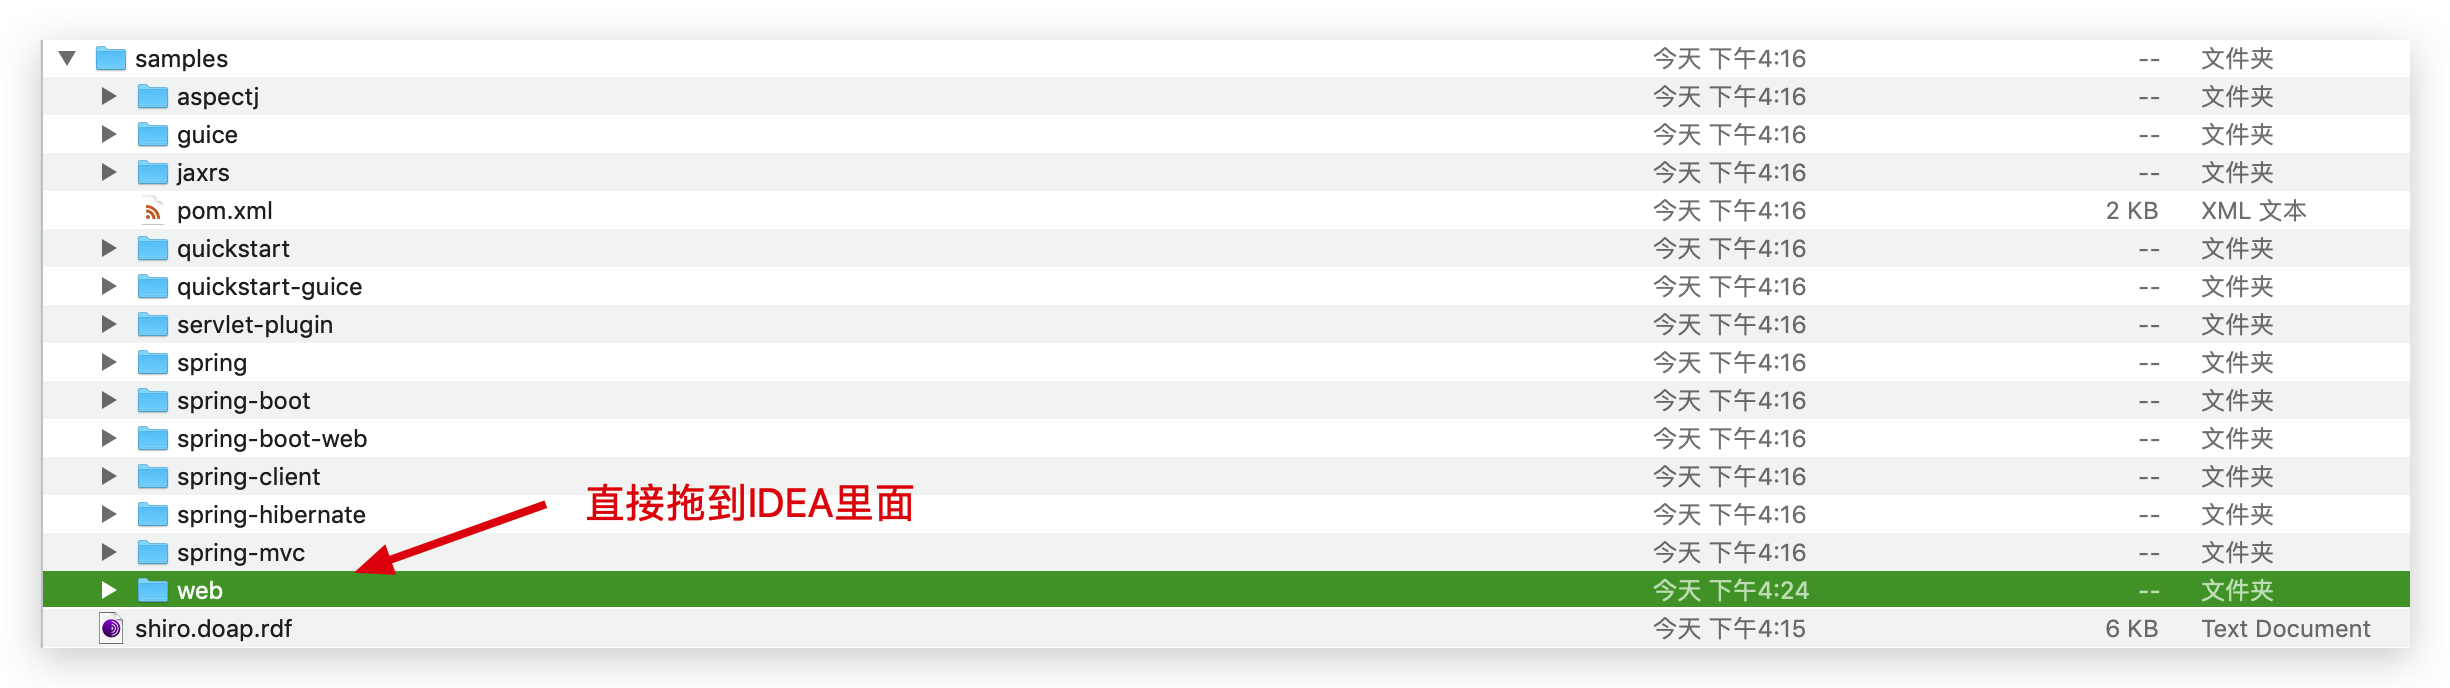 samples 今天 下午4:16 -- 文件夹
aspectj 今天 下午4:16 -- 文件夹
guice 今天 下午4:16 -- 文件夹
jaxrs 今天 下午4:16 -- 文件夹
pom.xml 今天 下午4:16 2 KB XML 文本
quickstart 今天 下午4:16 -- 文件夹
quickstart-guice 今天 下午4:16 -- 文件夹
servlet-plugin 今天 下午4:16 -- 文件夹
spring 今天 下午4:16 -- 文件夹
spring-boot 今天 下午4:16 -- 文件夹
spring-boot-web 今天 下午4:16 -- 文件夹
spring-client 今天 下午4:16 -- 文件夹
直接拖到IDEA里面
spring-hibernate 今天 下午4:16 -- 文件夹
spring-mvc 今天 下午4:16 -- 文件夹
web 今天 下午4:24 -- 文件夹
shiro.doap.rdf 今天 下午4:15 6 KB Text Document